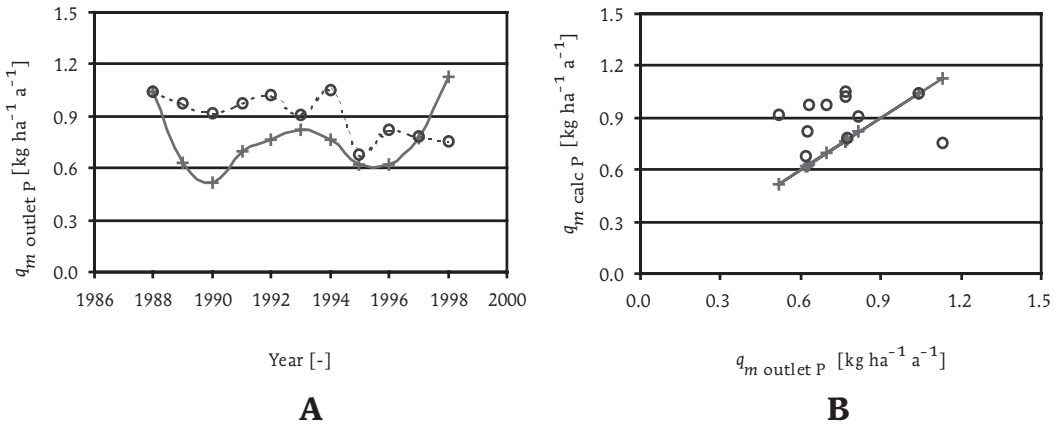 q m outlet P [kg ha⁻¹ a⁻¹]
1.5
1.2
0.9
0.6
0.3
0.0
1986 1988 1990 1992 1994 1996 1998 2000
Year [-]
A
q m calc P [kg ha⁻¹ a⁻¹]
1.5
1.2
0.9
0.6
0.3
0.0
0.0 0.3 0.6 0.9 1.2 1.5
q m outlet P [kg ha⁻¹ a⁻¹]
B